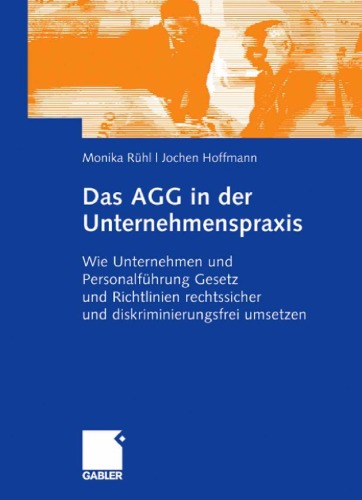 Monika Rühl | Jochen Hoffmann
Das AGG in der
Unternehmenspraxis
Wie Unternehmen und
Personalführung Gesetz
und Richtlinien rechtssicher
und diskriminierungsfrei umsetzen
GABLER